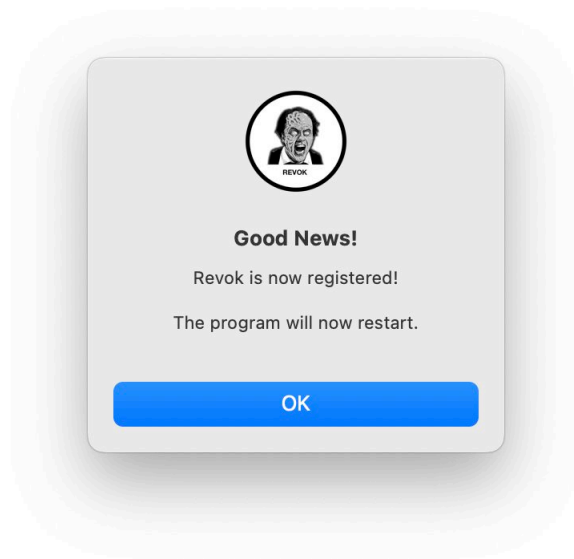 REVOK
Good News!
Revok is now registered!
The program will now restart.
OK